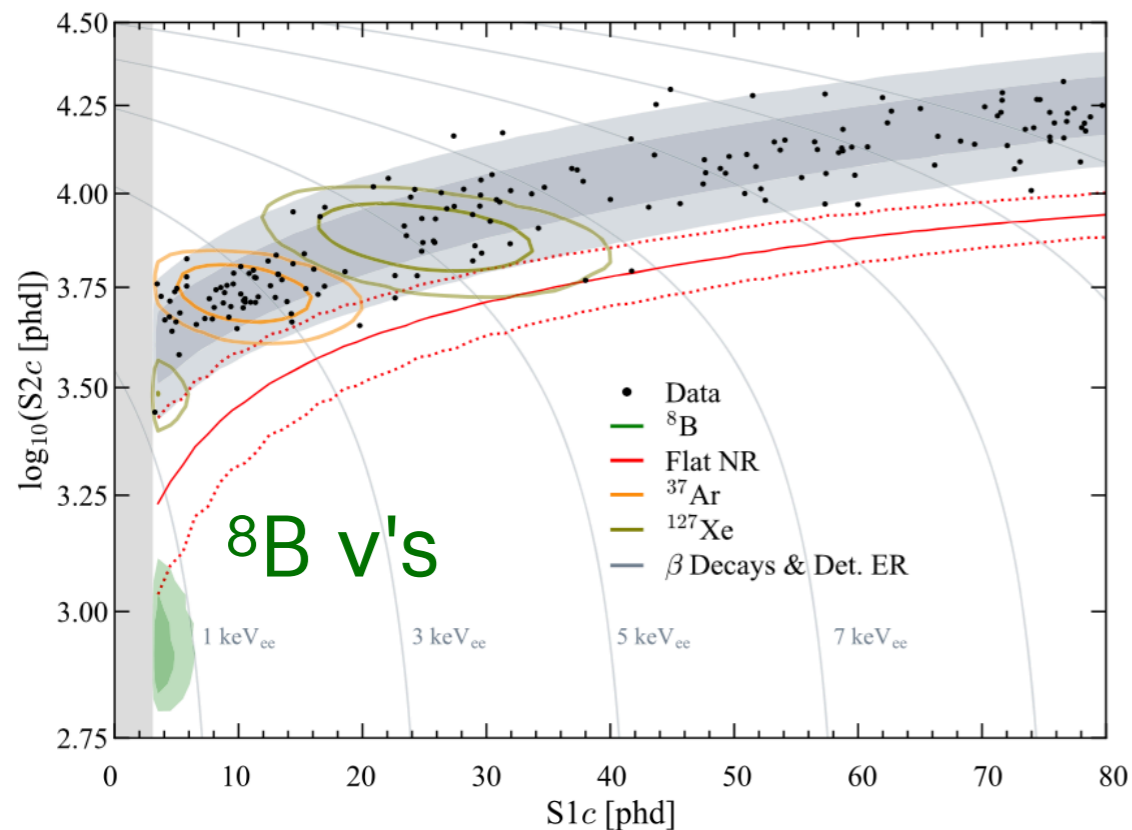 4.50
4.25
4.00
3.75
3.50
3.25
3.00
2.75
log₁₀(S2c [phd])
Data
⁸B
Flat NR
³⁷Ar
¹²⁷Xe
β Decays & Det. ER
⁸B ν's
1 keVₑₑ
3 keVₑₑ
5 keVₑₑ
7 keVₑₑ
0 10 20 30 40 50 60 70 80
S1c [phd]